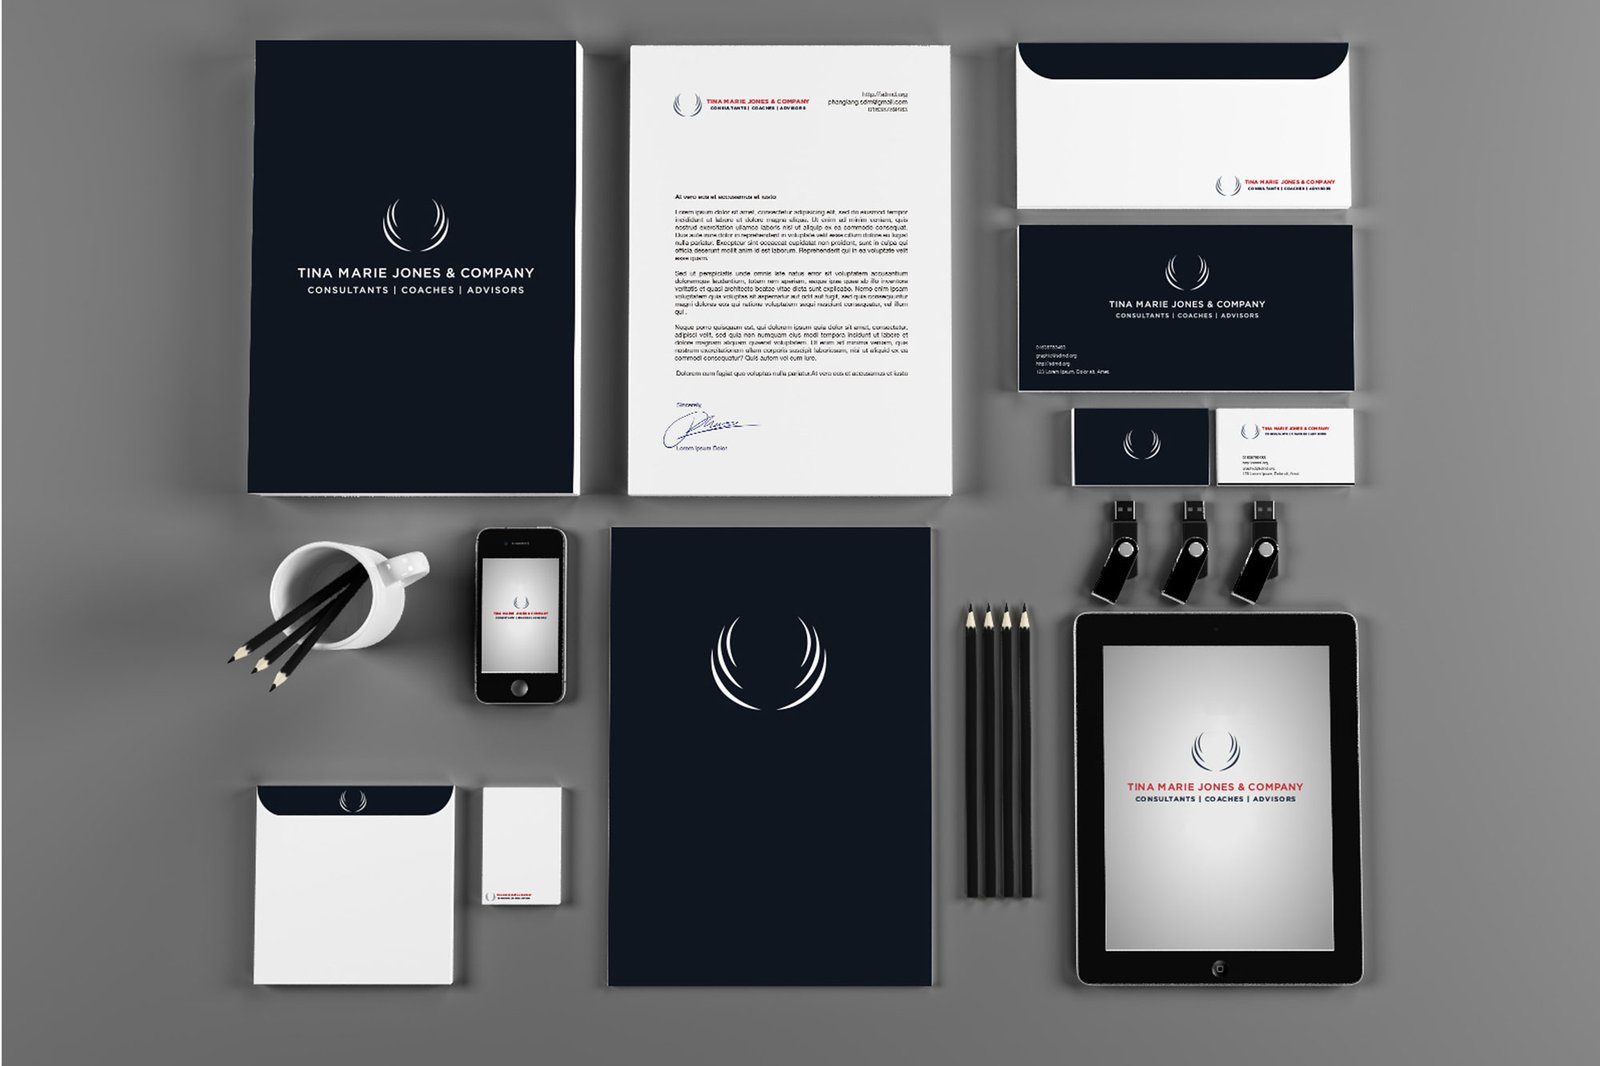 TINA MARIE JONES & COMPANY
CONSULTANTS | COACHES | ADVISORS
TINA MARIE JONES & COMPANY
CONSULTANTS | COACHES | ADVISORS
http://sdmd.org
phanglang.sdm@gmail.com
At vero eos et accusamus et iusto
Lorem ipsum dolor sit amet, consectetur adipisicing elit, sed do eiusmod tempor
incididunt ut labore et dolore magna aliqua. Ut enim ad minim veniam, quis
nostrud exercitation ullamco laboris nisi ut aliquip ex ea commodo consequat.
Duis aute irure dolor in reprehenderit in voluptate velit esse cillum dolore eu fugiat
nulla pariatur. Excepteur sint occaecat cupidatat non proident, sunt in culpa qui
officia deserunt mollit anim id est laborum. Reprehenderit qui in ea voluptate velit
esse quam.
Sed ut perspiciatis unde omnis iste natus error sit voluptatem accusantium
doloremque laudantium, totam rem aperiam, eaque ipsa quae ab illo inventore
veritatis et quasi architecto beatae vitae dicta sunt explicabo. Nemo enim ipsam
voluptatem quia voluptas sit aspernatur aut odit aut fugit, sed quia consequuntur
magni dolores eos qui ratione voluptatem sequi nesciunt consequatur, vel illum
qui .
Neque porro quisquam est, qui dolorem ipsum quia dolor sit amet, consectetur,
adipisci velit, sed quia non numquam eius modi tempora incidunt ut labore et
dolore magnam aliquam quaerat voluptatem. Ut enim ad minima veniam, quis
nostrum exercitationem ullam corporis suscipit laboriosam, nisi ut aliquid ex ea
commodi consequatur? Quis autem vel eum iure.
Dolorem eum fugiat quo voluptas nulla pariatur.At vero eos et accusamus et iusto
Sincerely,
Lorem Ipsum Dolor
TINA MARIE JONES & COMPANY
CONSULTANTS | COACHES | ADVISORS
TINA MARIE JONES & COMPANY
CONSULTANTS | COACHES | ADVISORS
graphic@sdmd.org
http://sdmd.org
123 Lorem Ipsum, Dolor sit, Amet.
TINA MARIE JONES & COMPANY
CONSULTANTS | COACHES | ADVISORS
TINA MARIE JONES & COMPANY
CONSULTANTS | COACHES | ADVISORS
TINA MARIE JONES & COMPANY
CONSULTANTS | COACHES | ADVISORS